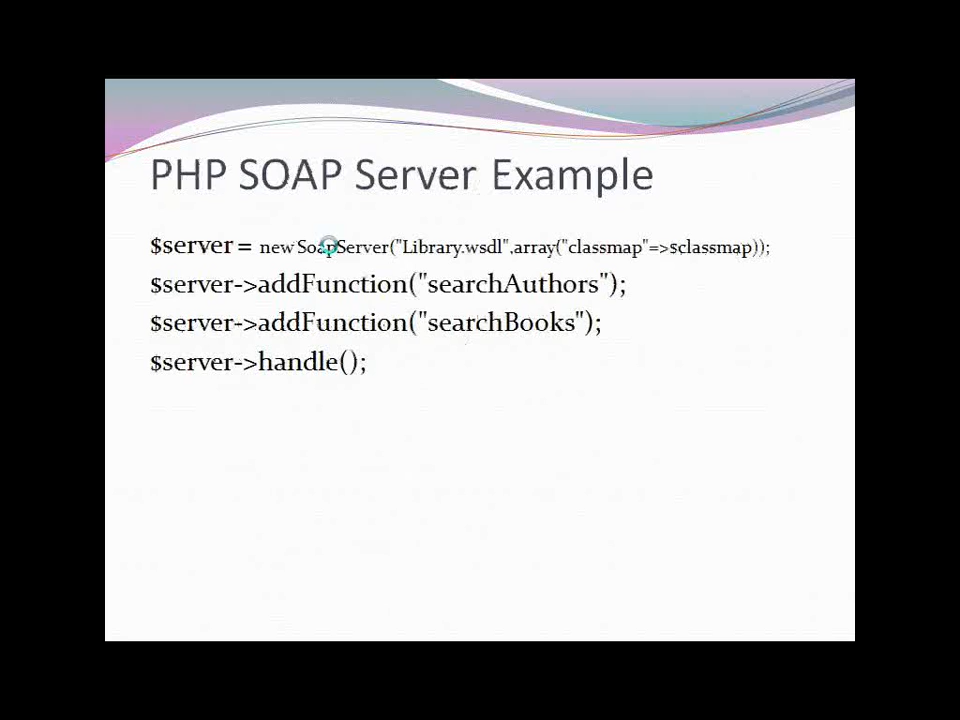 PHP SOAP Server Example
$server = new SoapServer("Library.wsdl",array("classmap"=>$classmap));
$server->addFunction("searchAuthors");
$server->addFunction("searchBooks");
$server->handle();